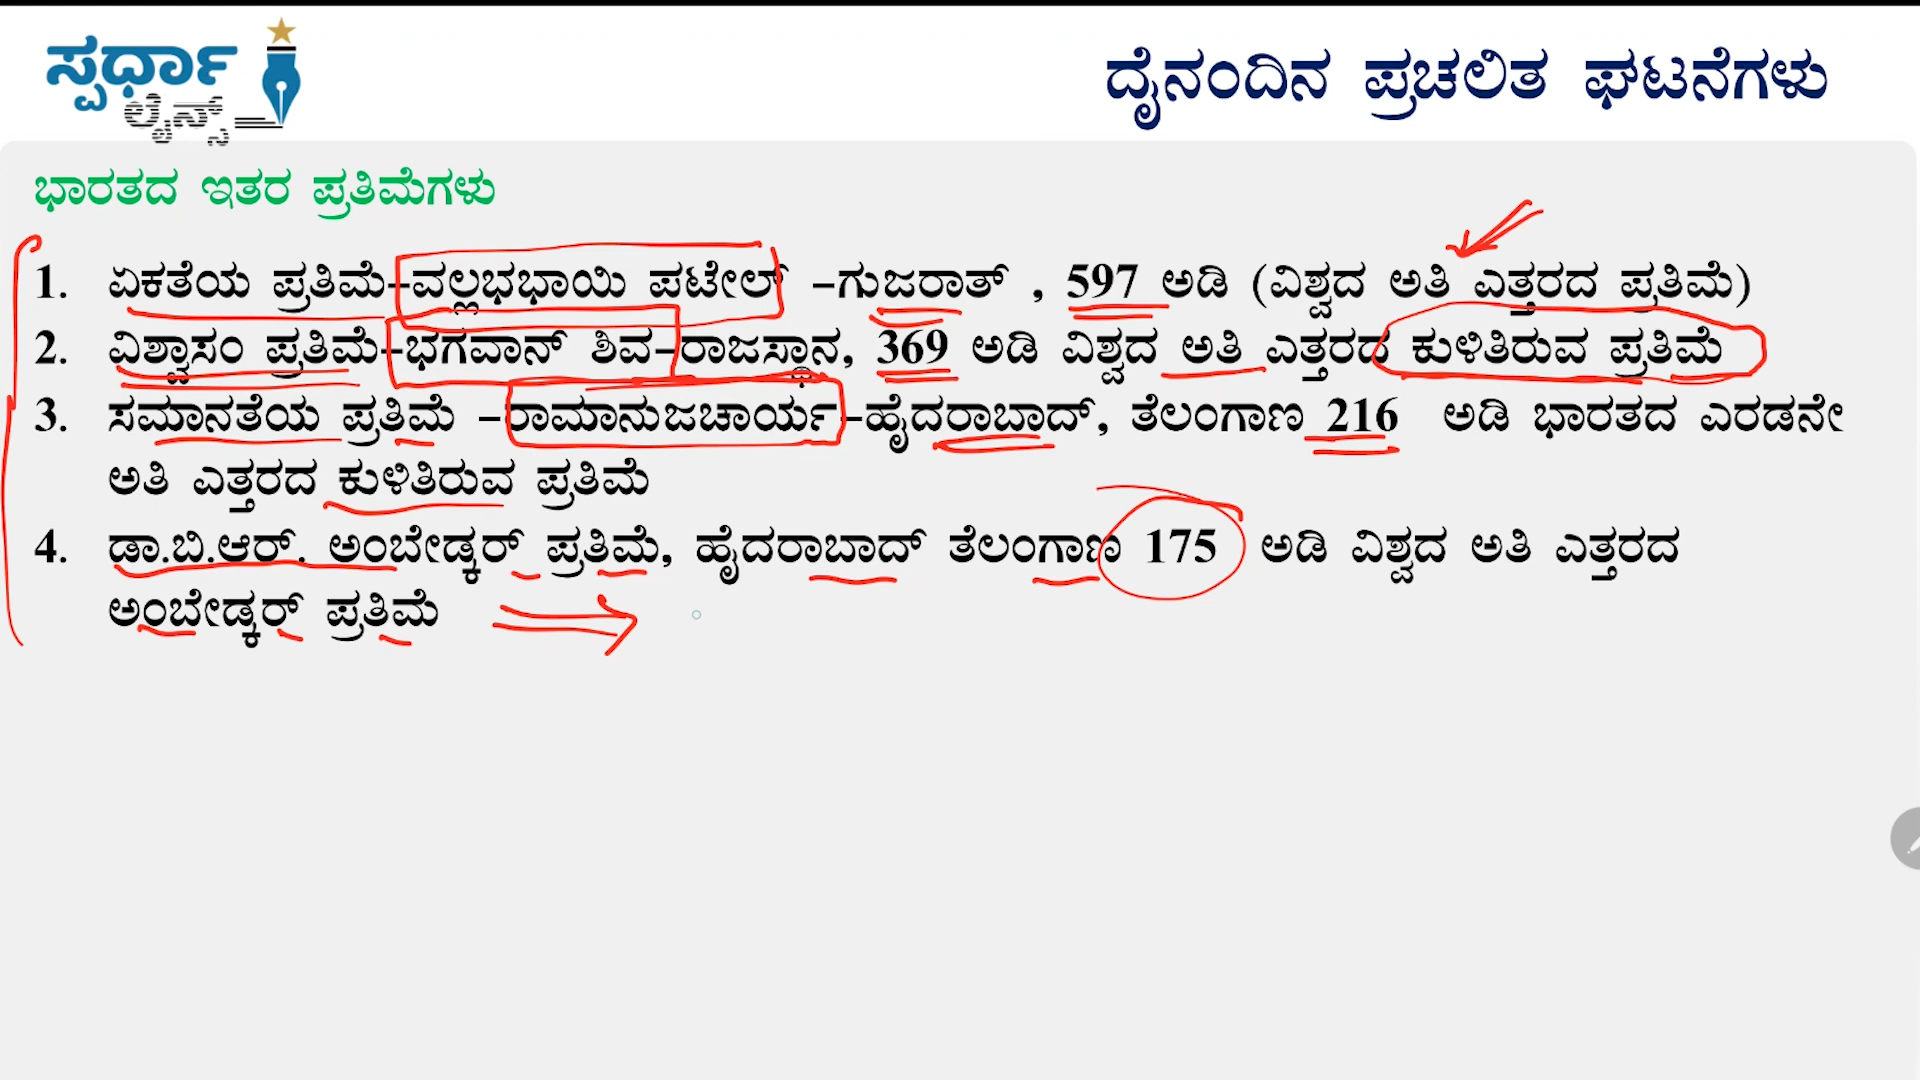 ಸ್ಪರ್ಧಾ
ಲೈನ್ಸ್
ದೈನಂದಿನ ಪ್ರಚಲಿತ ಘಟನೆಗಳು
ಭಾರತದ ಇತರ ಪ್ರತಿಮೆಗಳು
1. ಏಕತೆಯ ಪ್ರತಿಮೆ-ವಲ್ಲಭಭಾಯಿ ಪಟೇಲ್ -ಗುಜರಾತ್ , 597 ಅಡಿ (ವಿಶ್ವದ ಅತಿ ಎತ್ತರದ ಪ್ರತಿಮೆ)
2. ವಿಶ್ವಾಸಂ ಪ್ರತಿಮೆ-ಭಗವಾನ್ ಶಿವ-ರಾಜಸ್ಥಾನ, 369 ಅಡಿ ವಿಶ್ವದ ಅತಿ ಎತ್ತರದ ಕುಳಿತಿರುವ ಪ್ರತಿಮೆ
3. ಸಮಾನತೆಯ ಪ್ರತಿಮೆ -ರಾಮಾನುಜಚಾರ್ಯ-ಹೈದರಾಬಾದ್, ತೆಲಂಗಾಣ 216 ಅಡಿ ಭಾರತದ ಎರಡನೇ
ಅತಿ ಎತ್ತರದ ಕುಳಿತಿರುವ ಪ್ರತಿಮೆ
4. ಡಾ.ಬಿ.ಆರ್. ಅಂಬೇಡ್ಕರ್ ಪ್ರತಿಮೆ, ಹೈದರಾಬಾದ್ ತೆಲಂಗಾಣ 175 ಅಡಿ ವಿಶ್ವದ ಅತಿ ಎತ್ತರದ
ಅಂಬೇಡ್ಕರ್ ಪ್ರತಿಮೆ